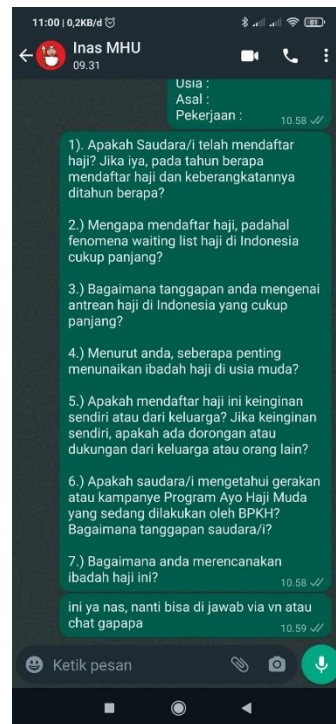 11:00 | 0,2KB/d
81
Inas MHU
09.31
Usia :
Asal :
Pekerjaan :
10.58
1). Apakah Saudara/i telah mendaftar
haji? Jika iya, pada tahun berapa
mendaftar haji dan keberangkatannya
ditahun berapa?
2.) Mengapa mendaftar haji, padahal
fenomena waiting list haji di Indonesia
cukup panjang?
3.) Bagaimana tanggapan anda mengenai
antrean haji di Indonesia yang cukup
panjang?
4.) Menurut anda, seberapa penting
menunaikan ibadah haji di usia muda?
5.) Apakah mendaftar haji ini keinginan
sendiri atau dari keluarga? Jika keinginan
sendiri, apakah ada dorongan atau
dukungan dari keluarga atau orang lain?
6.) Apakah saudara/i mengetahui gerakan
atau kampanye Program Ayo Haji Muda
yang sedang dilakukan oleh BPKH?
Bagaimana tanggapan saudara/i?
7.) Bagaimana anda merencanakan
ibadah haji ini?
10.58
ini ya nas, nanti bisa di jawab via vn atau
chat gapapa
10.59
Ketik pesan